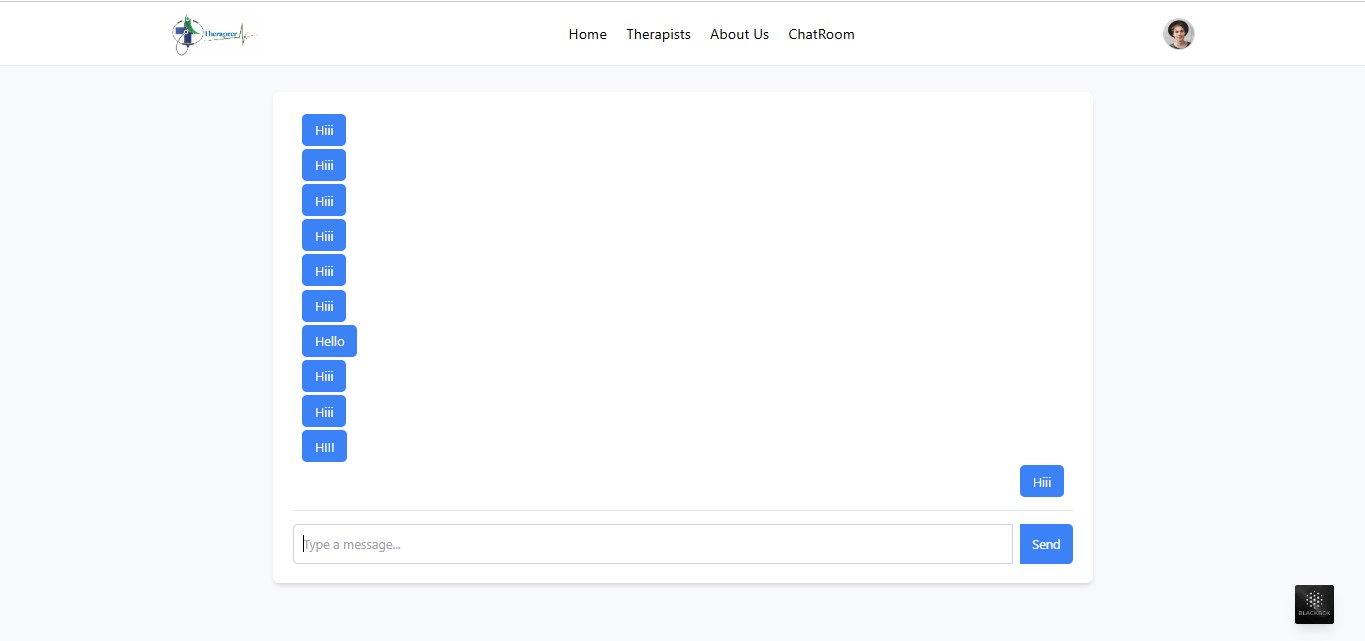 Therapeer
Home Therapists About Us ChatRoom
Hiii
Hiii
Hiii
Hiii
Hiii
Hiii
Hello
Hiii
Hiii
HIII
Hiii
Type a message...
Send
BLACKBOX